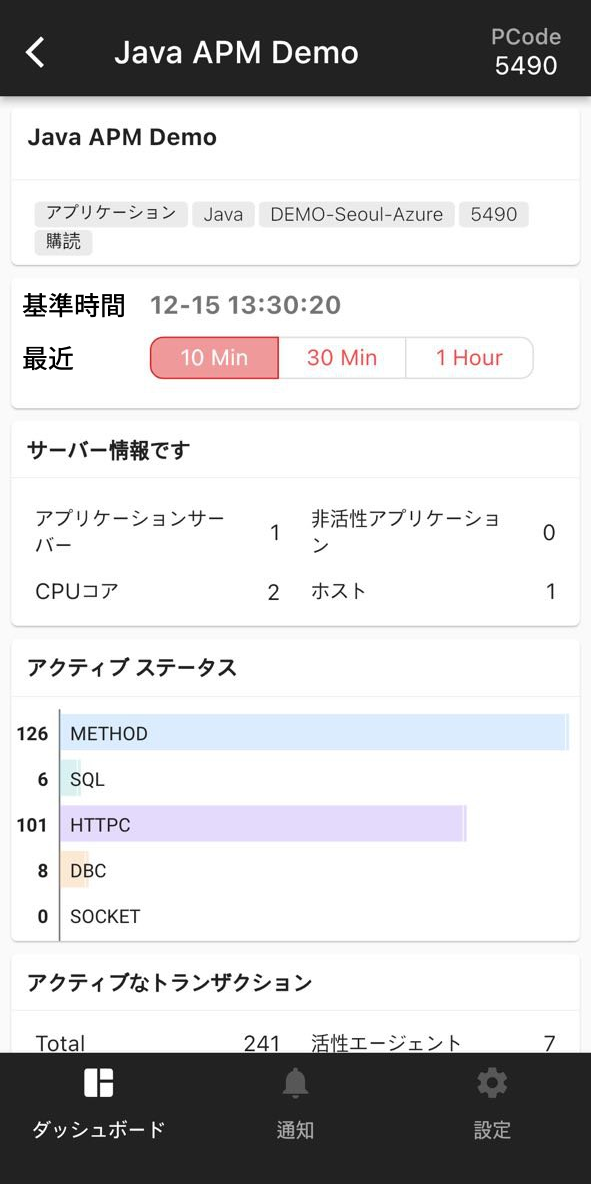 Java APM Demo
PCode
5490
Java APM Demo
アプリケーション Java DEMO-Seoul-Azure 5490
購読
基準時間 12-15 13:30:20
最近 10 Min 30 Min 1 Hour
サーバー情報です
アプリケーションサーバー 1 非活性アプリケーション 0
CPUコア 2 ホスト 1
アクティブ ステータス
126 METHOD
6 SQL
101 HTTPC
8 DBC
0 SOCKET
アクティブなトランザクション
Total 241 活性エージェント 7
ダッシュボード 通知 設定